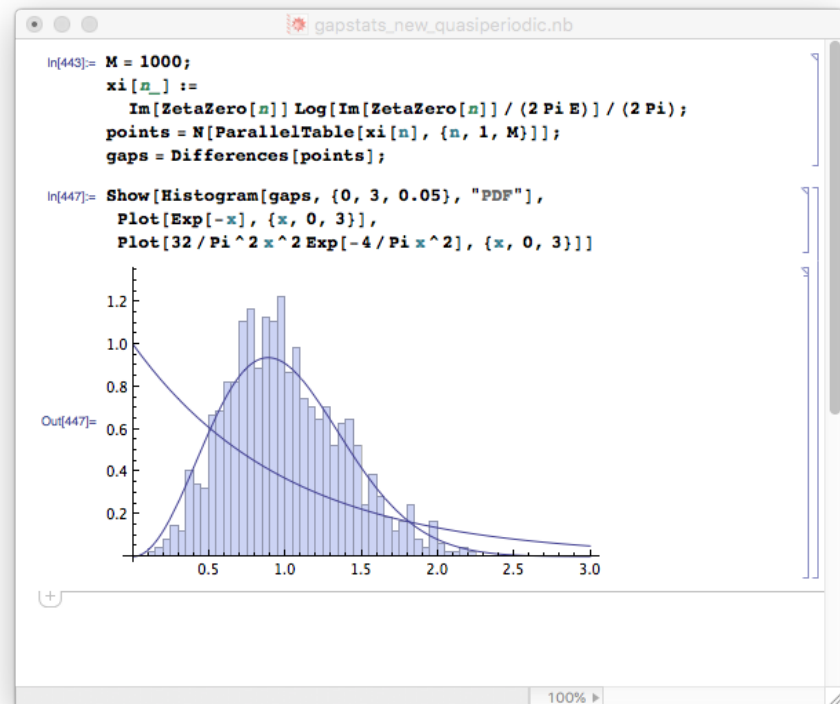 gapstats_new_quasiperiodic.nb
In[443]:= M = 1000;
xi[n_] :=
Im[ZetaZero[n]] Log[Im[ZetaZero[n]] / (2 Pi E)] / (2 Pi);
points = N[ParallelTable[xi[n], {n, 1, M}]];
gaps = Differences[points];
In[447]:= Show[Histogram[gaps, {0, 3, 0.05}, "PDF"],
Plot[Exp[-x], {x, 0, 3}],
Plot[32 / Pi^2 x^2 Exp[-4 / Pi x^2], {x, 0, 3}]]
Out[447]=
1.2
1.0
0.8
0.6
0.4
0.2
0.5 1.0 1.5 2.0 2.5 3.0
+
100%